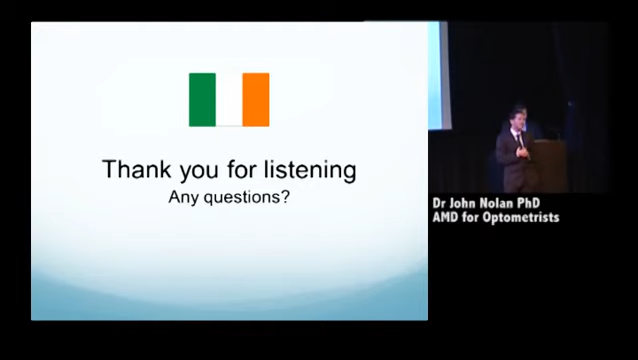 Thank you for listening
Any questions?
Dr John Nolan PhD
AMD for Optometrists